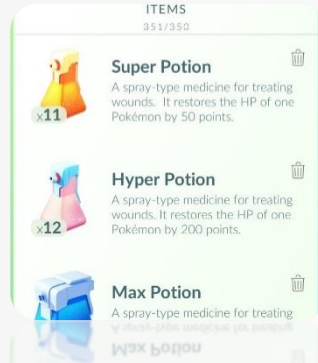 ITEMS
351/350
Super Potion
A spray-type medicine for treating
wounds. It restores the HP of one
Pokémon by 50 points.
x11
Hyper Potion
A spray-type medicine for treating
wounds. It restores the HP of one
Pokémon by 200 points.
x12
Max Potion
A spray-type medicine for treating